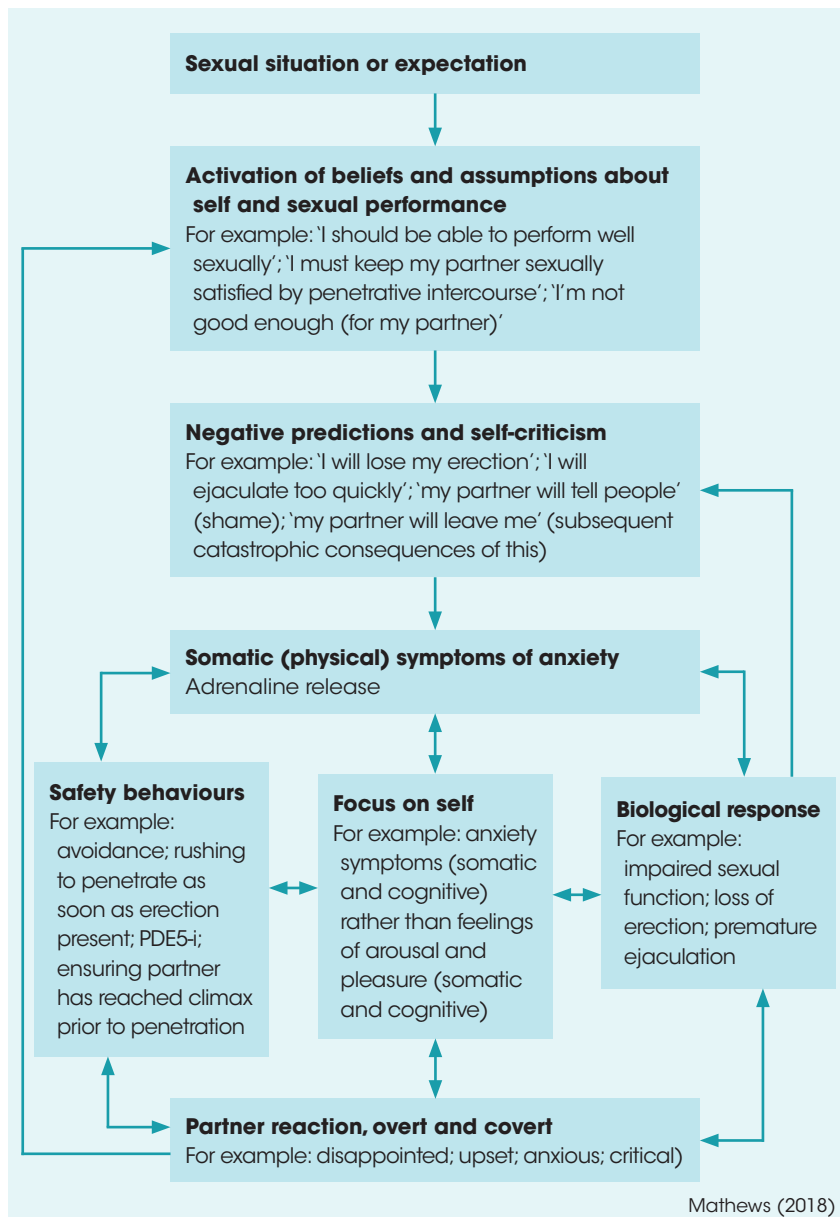 Sexual situation or expectation
Activation of beliefs and assumptions about
self and sexual performance
For example: ‘I should be able to perform well
sexually’; ‘I must keep my partner sexually
satisfied by penetrative intercourse’; ‘I’m not
good enough (for my partner)’
Negative predictions and self-criticism
For example: ‘I will lose my erection’; ‘I will
ejaculate too quickly’; ‘my partner will tell people’
(shame); ‘my partner will leave me’ (subsequent
catastrophic consequences of this)
Somatic (physical) symptoms of anxiety
Adrenaline release
Safety behaviours
For example:
avoidance; rushing
to penetrate as
soon as erection
present; PDE5-i;
ensuring partner
has reached climax
prior to penetration
Focus on self
For example: anxiety
symptoms (somatic
and cognitive)
rather than feelings
of arousal and
pleasure (somatic
and cognitive)
Biological response
For example:
impaired sexual
function; loss of
erection; premature
ejaculation
Partner reaction, overt and covert
For example: disappointed; upset; anxious; critical)
Mathews (2018)